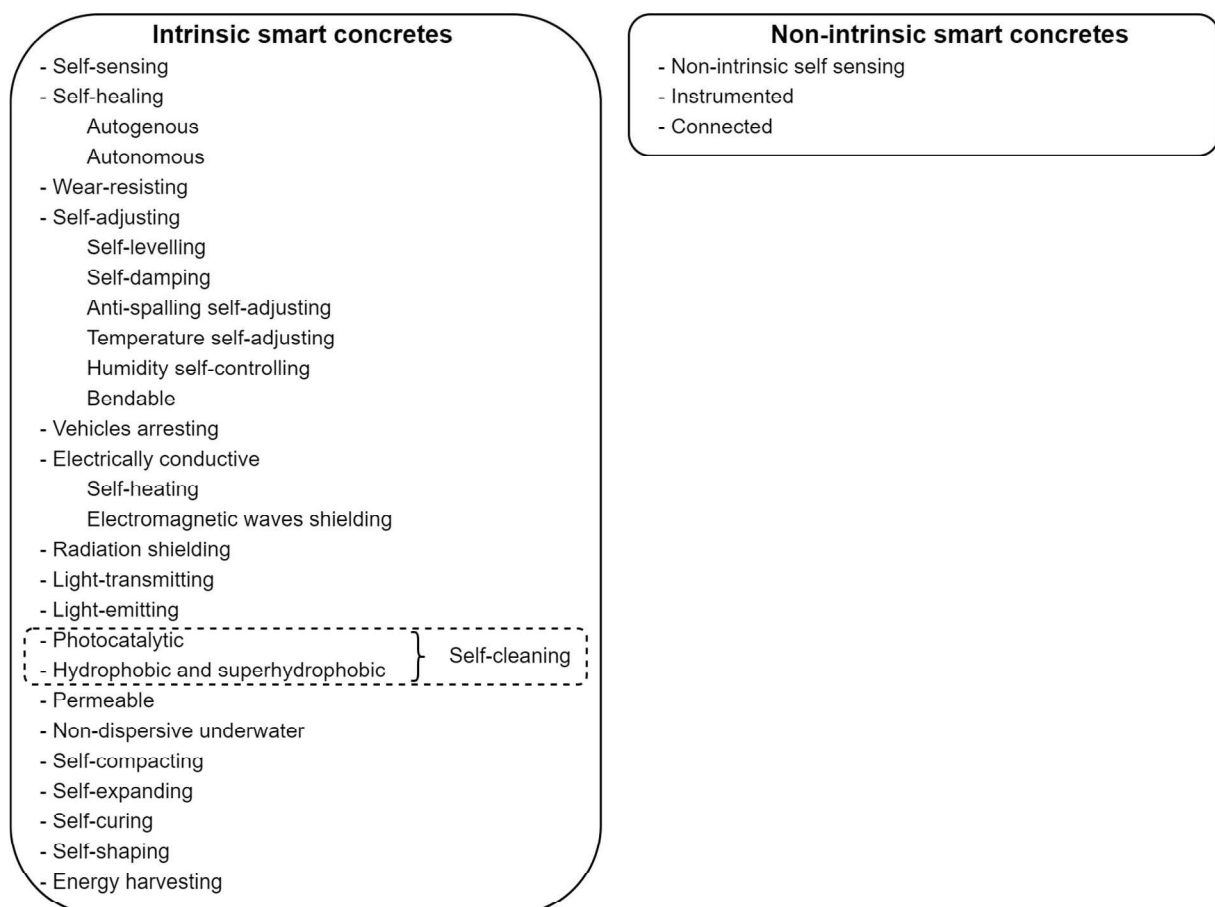 Intrinsic smart concretes
- Self-sensing
- Self-healing
Autogenous
Autonomous
- Wear-resisting
- Self-adjusting
Self-levelling
Self-damping
Anti-spalling self-adjusting
Temperature self-adjusting
Humidity self-controlling
Bendable
- Vehicles arresting
- Electrically conductive
Self-heating
Electromagnetic waves shielding
- Radiation shielding
- Light-transmitting
- Light-emitting
- Photocatalytic
- Hydrophobic and superhydrophobic
Self-cleaning
- Permeable
- Non-dispersive underwater
- Self-compacting
- Self-expanding
- Self-curing
- Self-shaping
- Energy harvesting
Non-intrinsic smart concretes
- Non-intrinsic self sensing
- Instrumented
- Connected